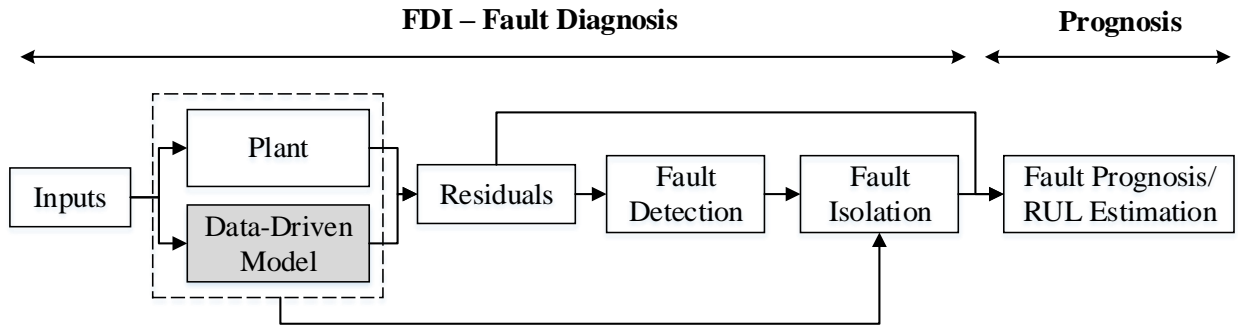 FDI – Fault Diagnosis
Prognosis
Inputs
Plant
Data-Driven
Model
Residuals
Fault
Detection
Fault
Isolation
Fault Prognosis/
RUL Estimation